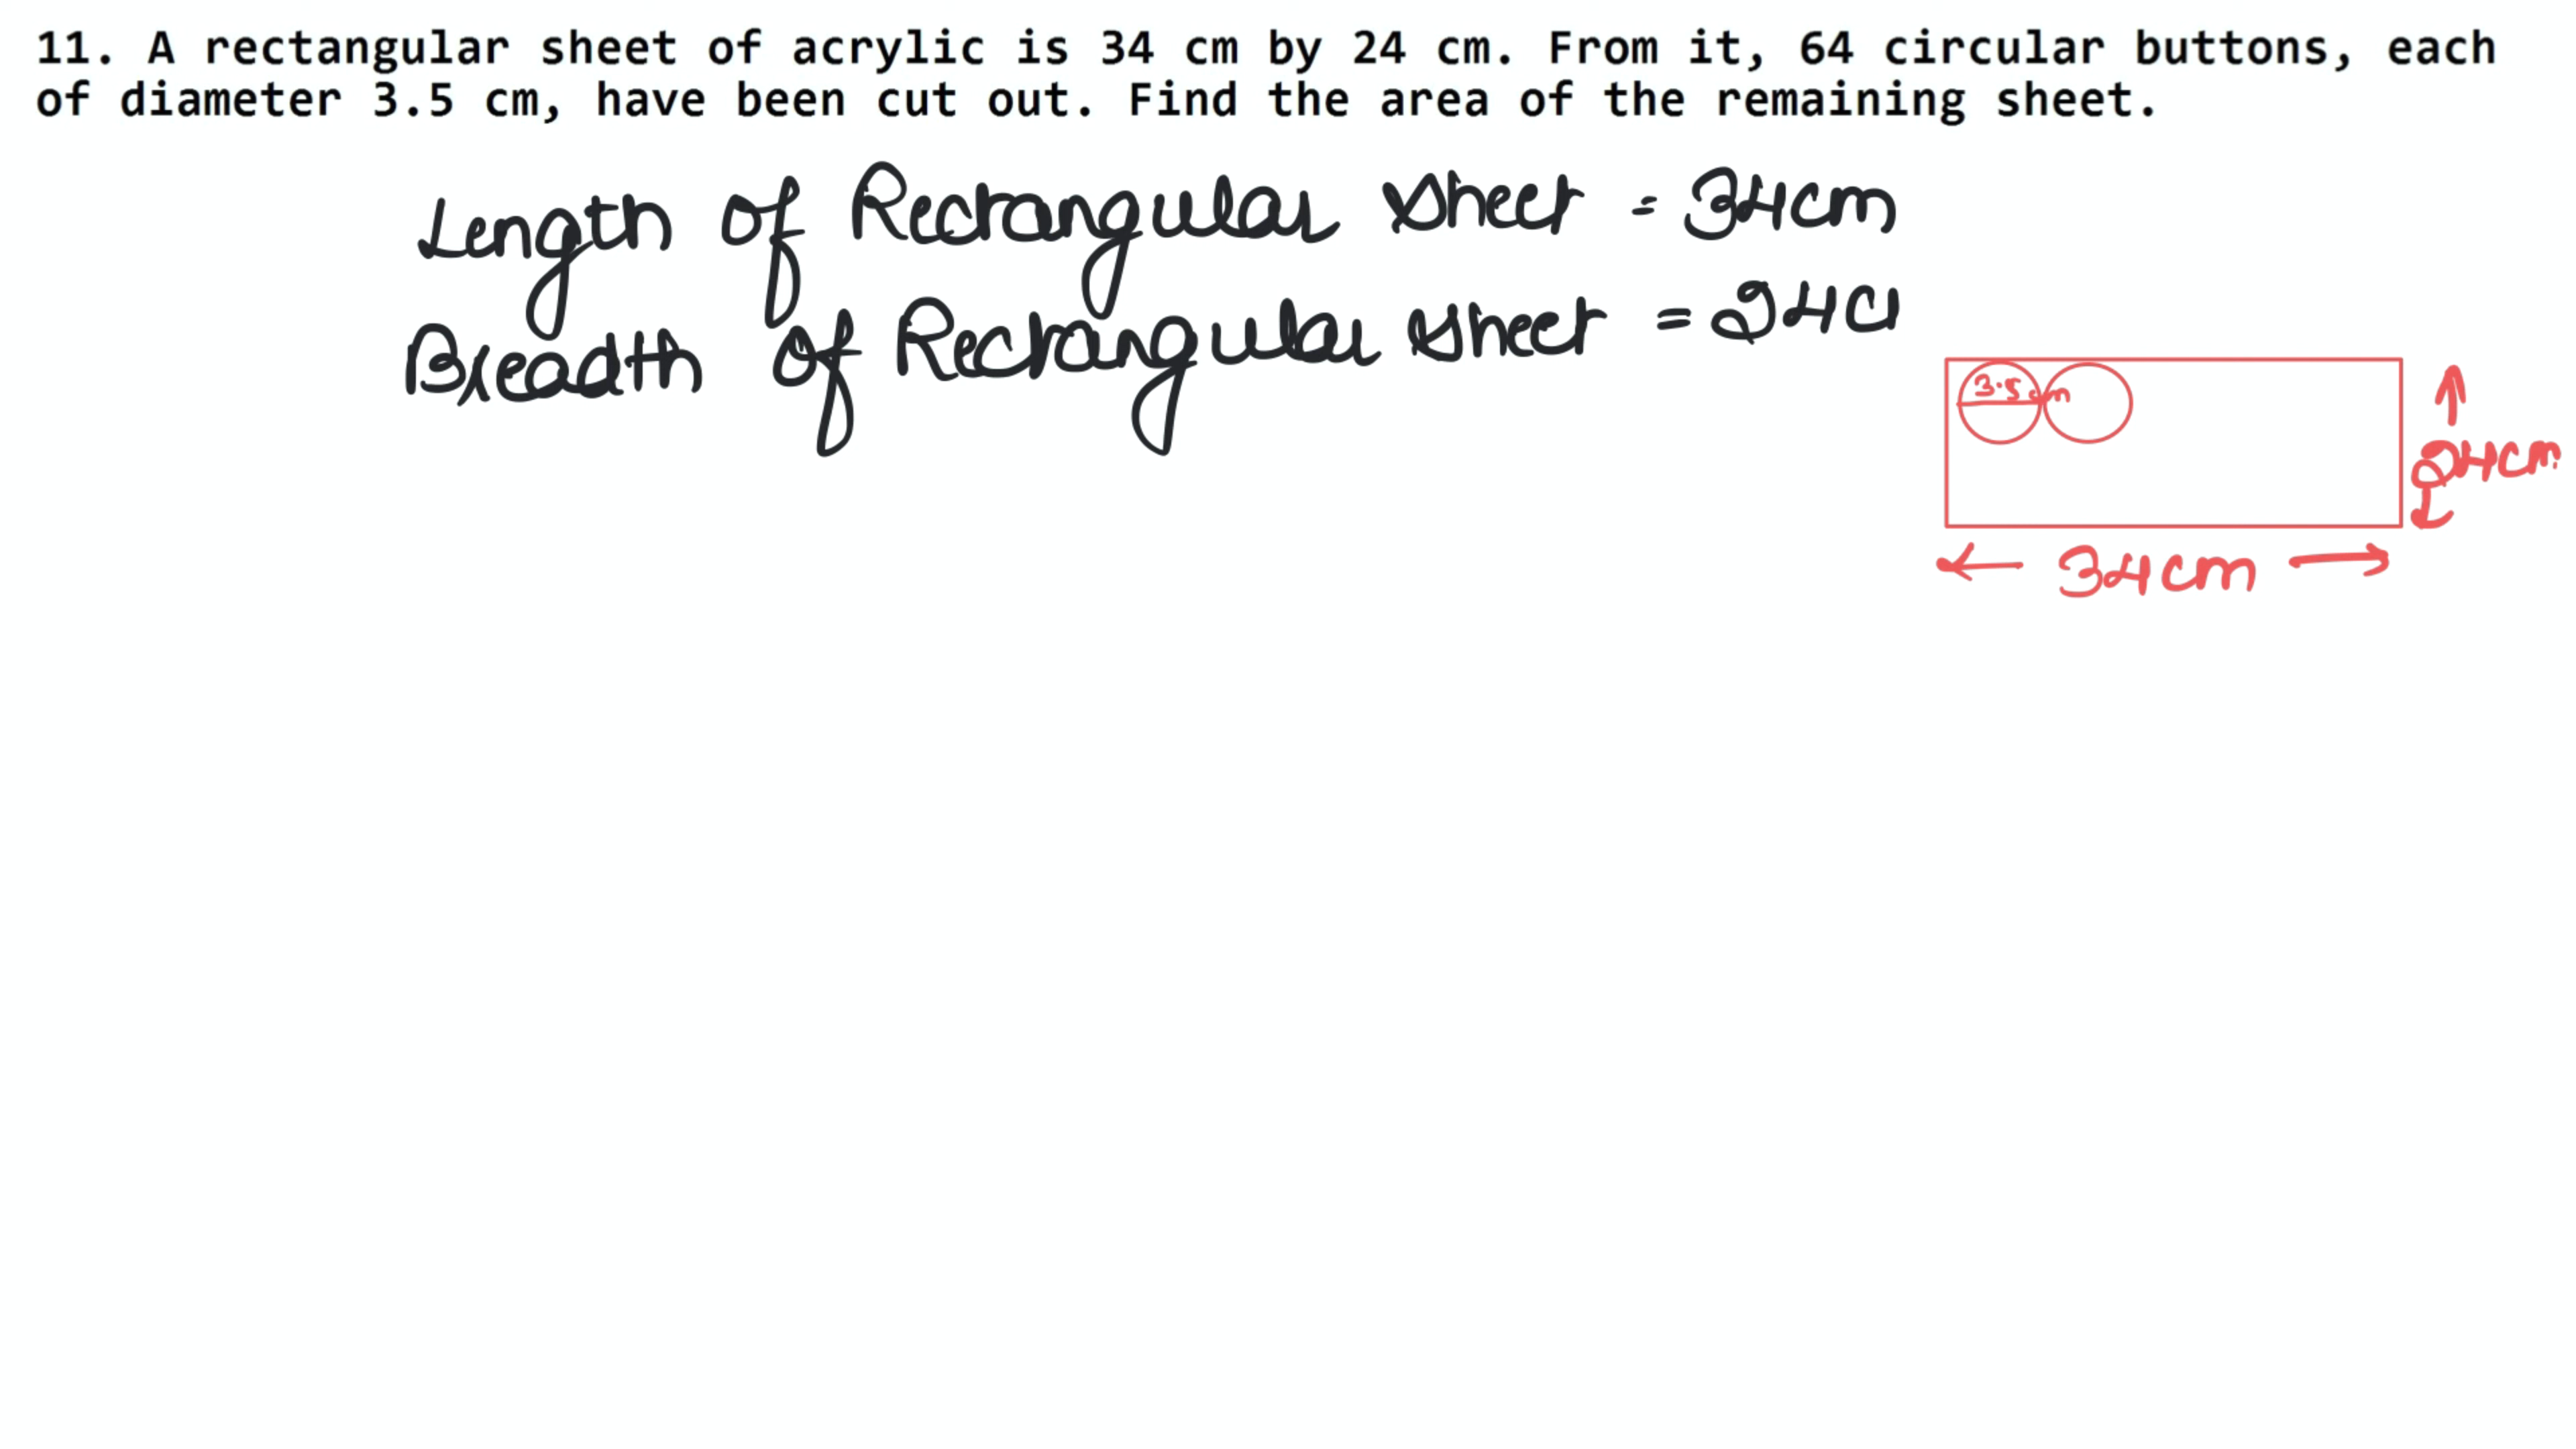 11. A rectangular sheet of acrylic is 34 cm by 24 cm. From it, 64 circular buttons, each
of diameter 3.5 cm, have been cut out. Find the area of the remaining sheet.
Length of Rectangular sheet = 34cm
Breadth of Rectangular sheet = 24c
3.5 cm
24cm
34cm